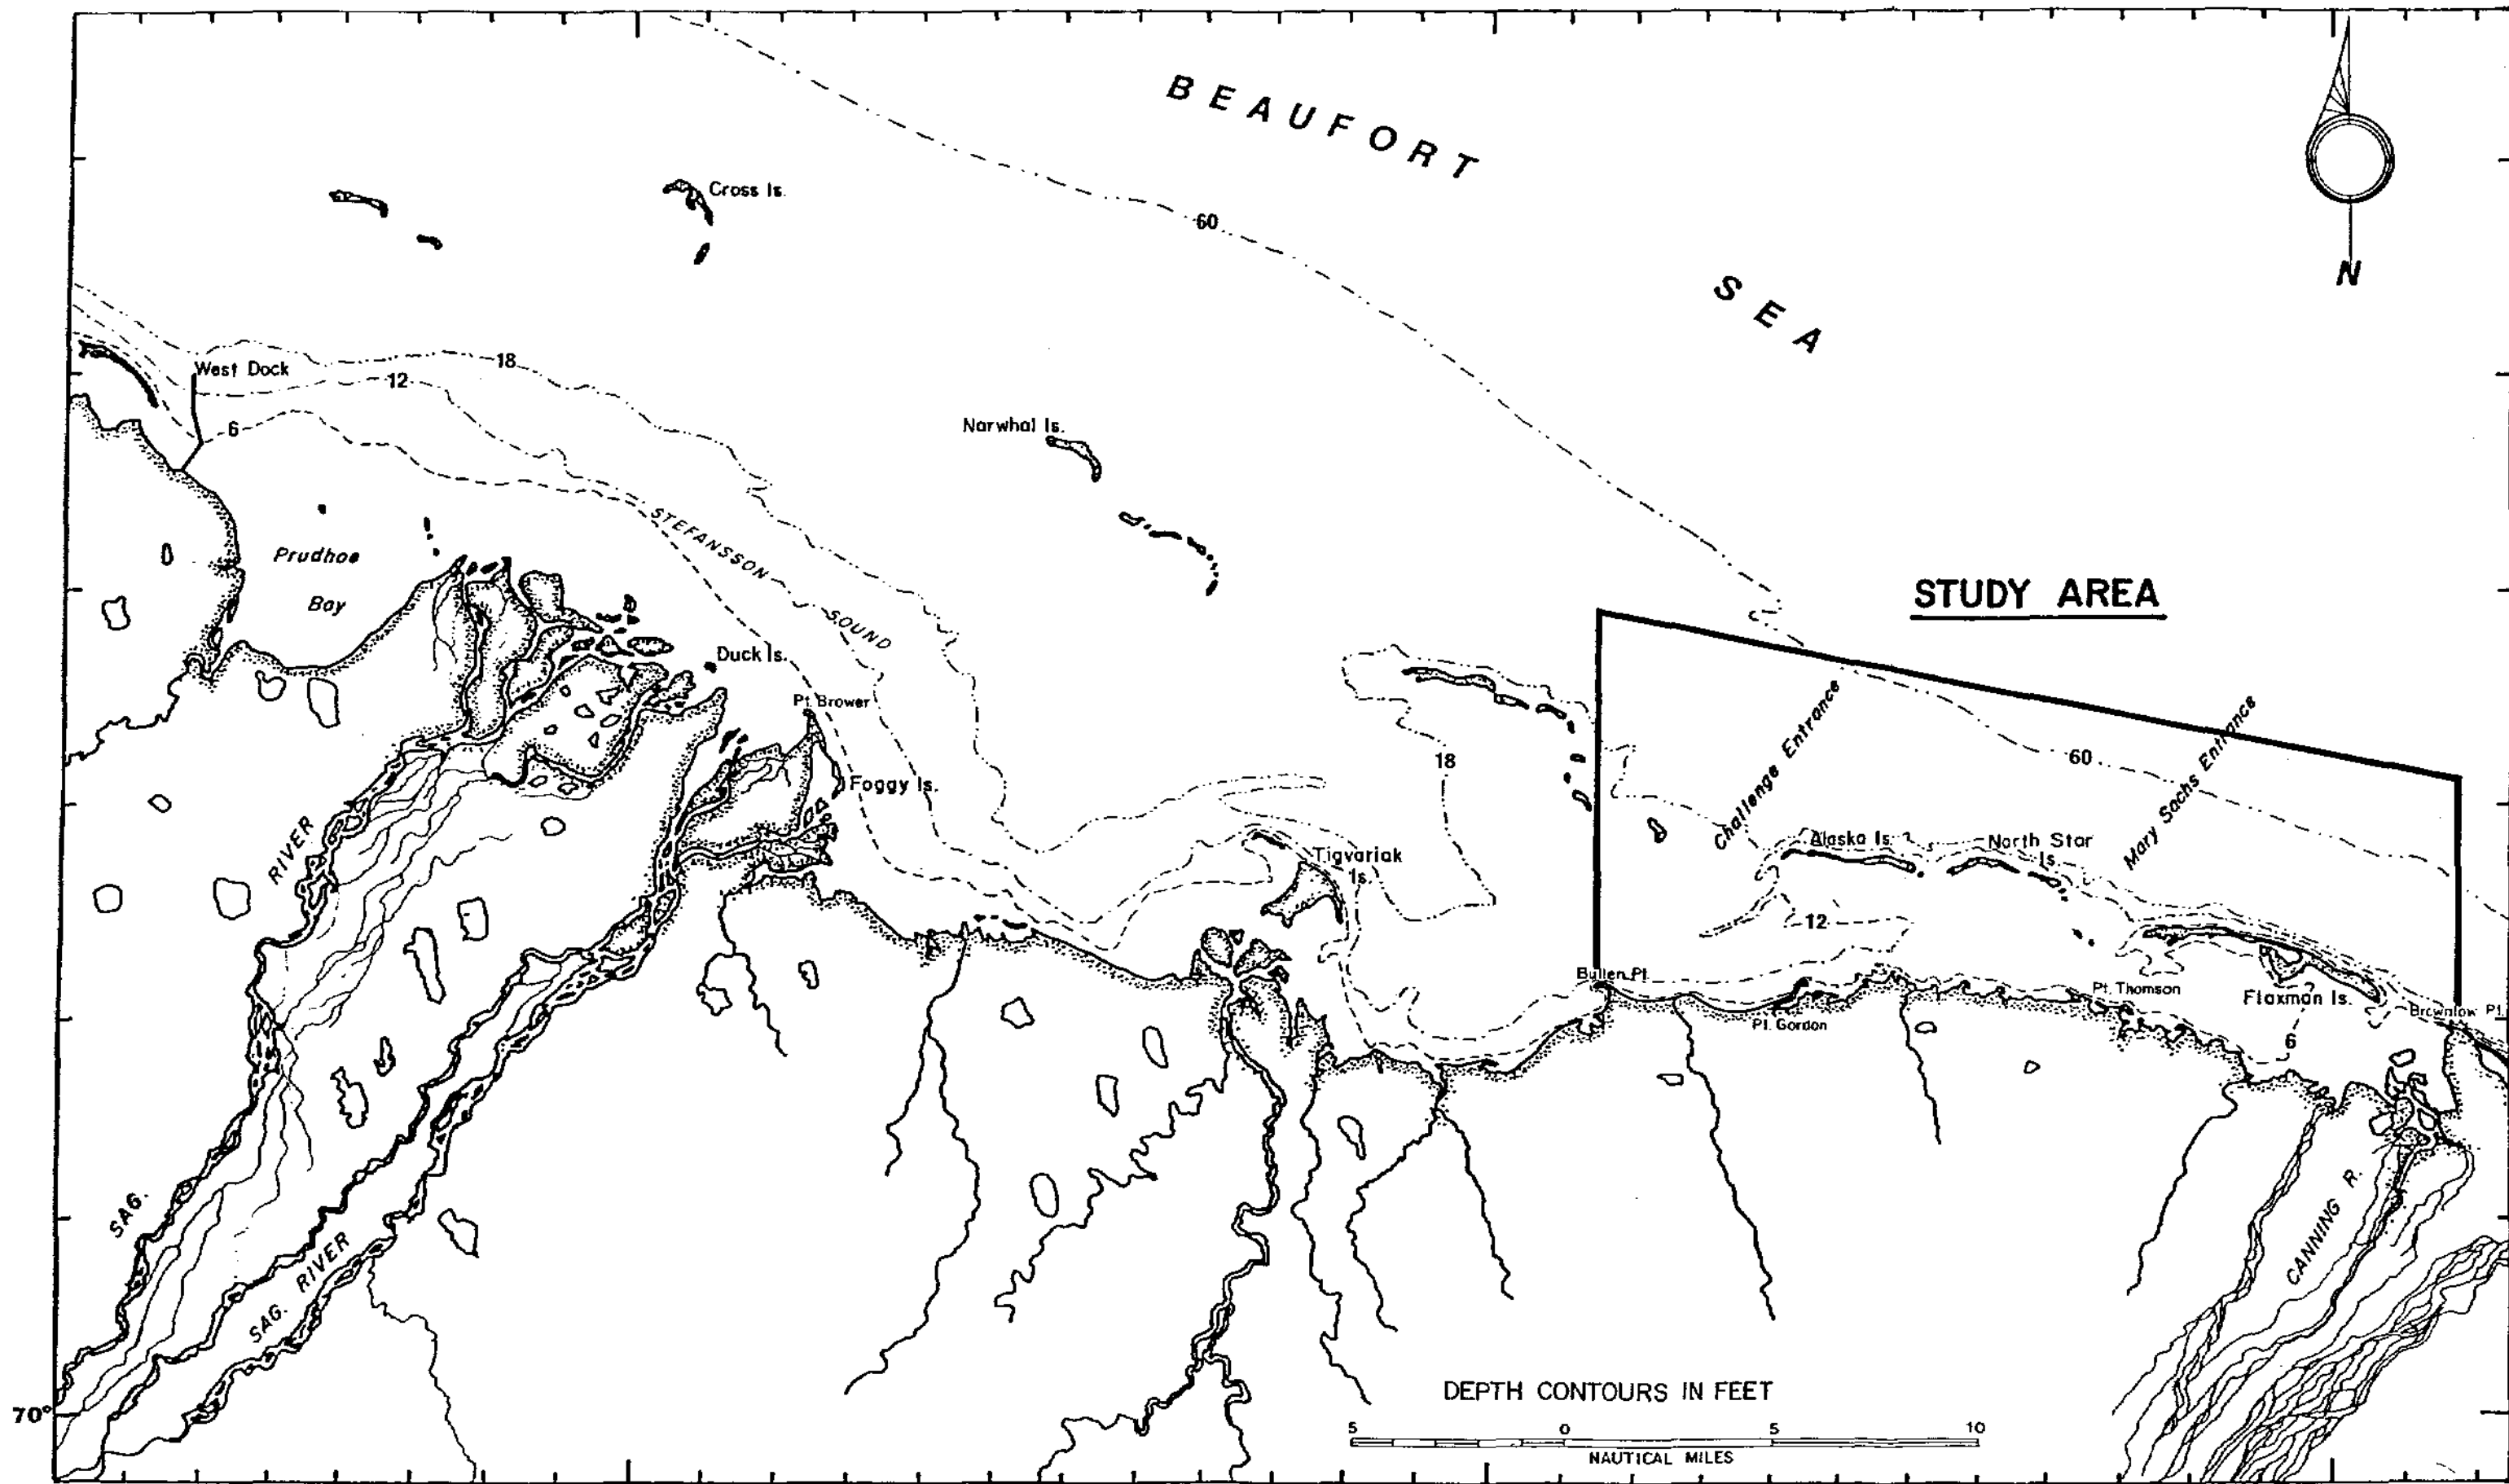 BEAUFORT
SEA
N
Cross Is.
60
West Dock
18
12
6
Narwhal Is.
STEFANSSON
SOUND
Prudhoe
Bay
STUDY AREA
Duck Is.
Pt. Brower
Foggy Is.
18
Challenge Entrance
60
Mary Sachs Entrance
RIVER
Tigvariak
Is.
Alaska Is.
North Star
Is.
12
Bullen Pt.
Pt. Gordon
Pt. Thomson
Flaxman Is.
Brownlow Pt.
6
SAG.
SAG. RIVER
CANNING R.
70°
DEPTH CONTOURS IN FEET
5 0 5 10
NAUTICAL MILES